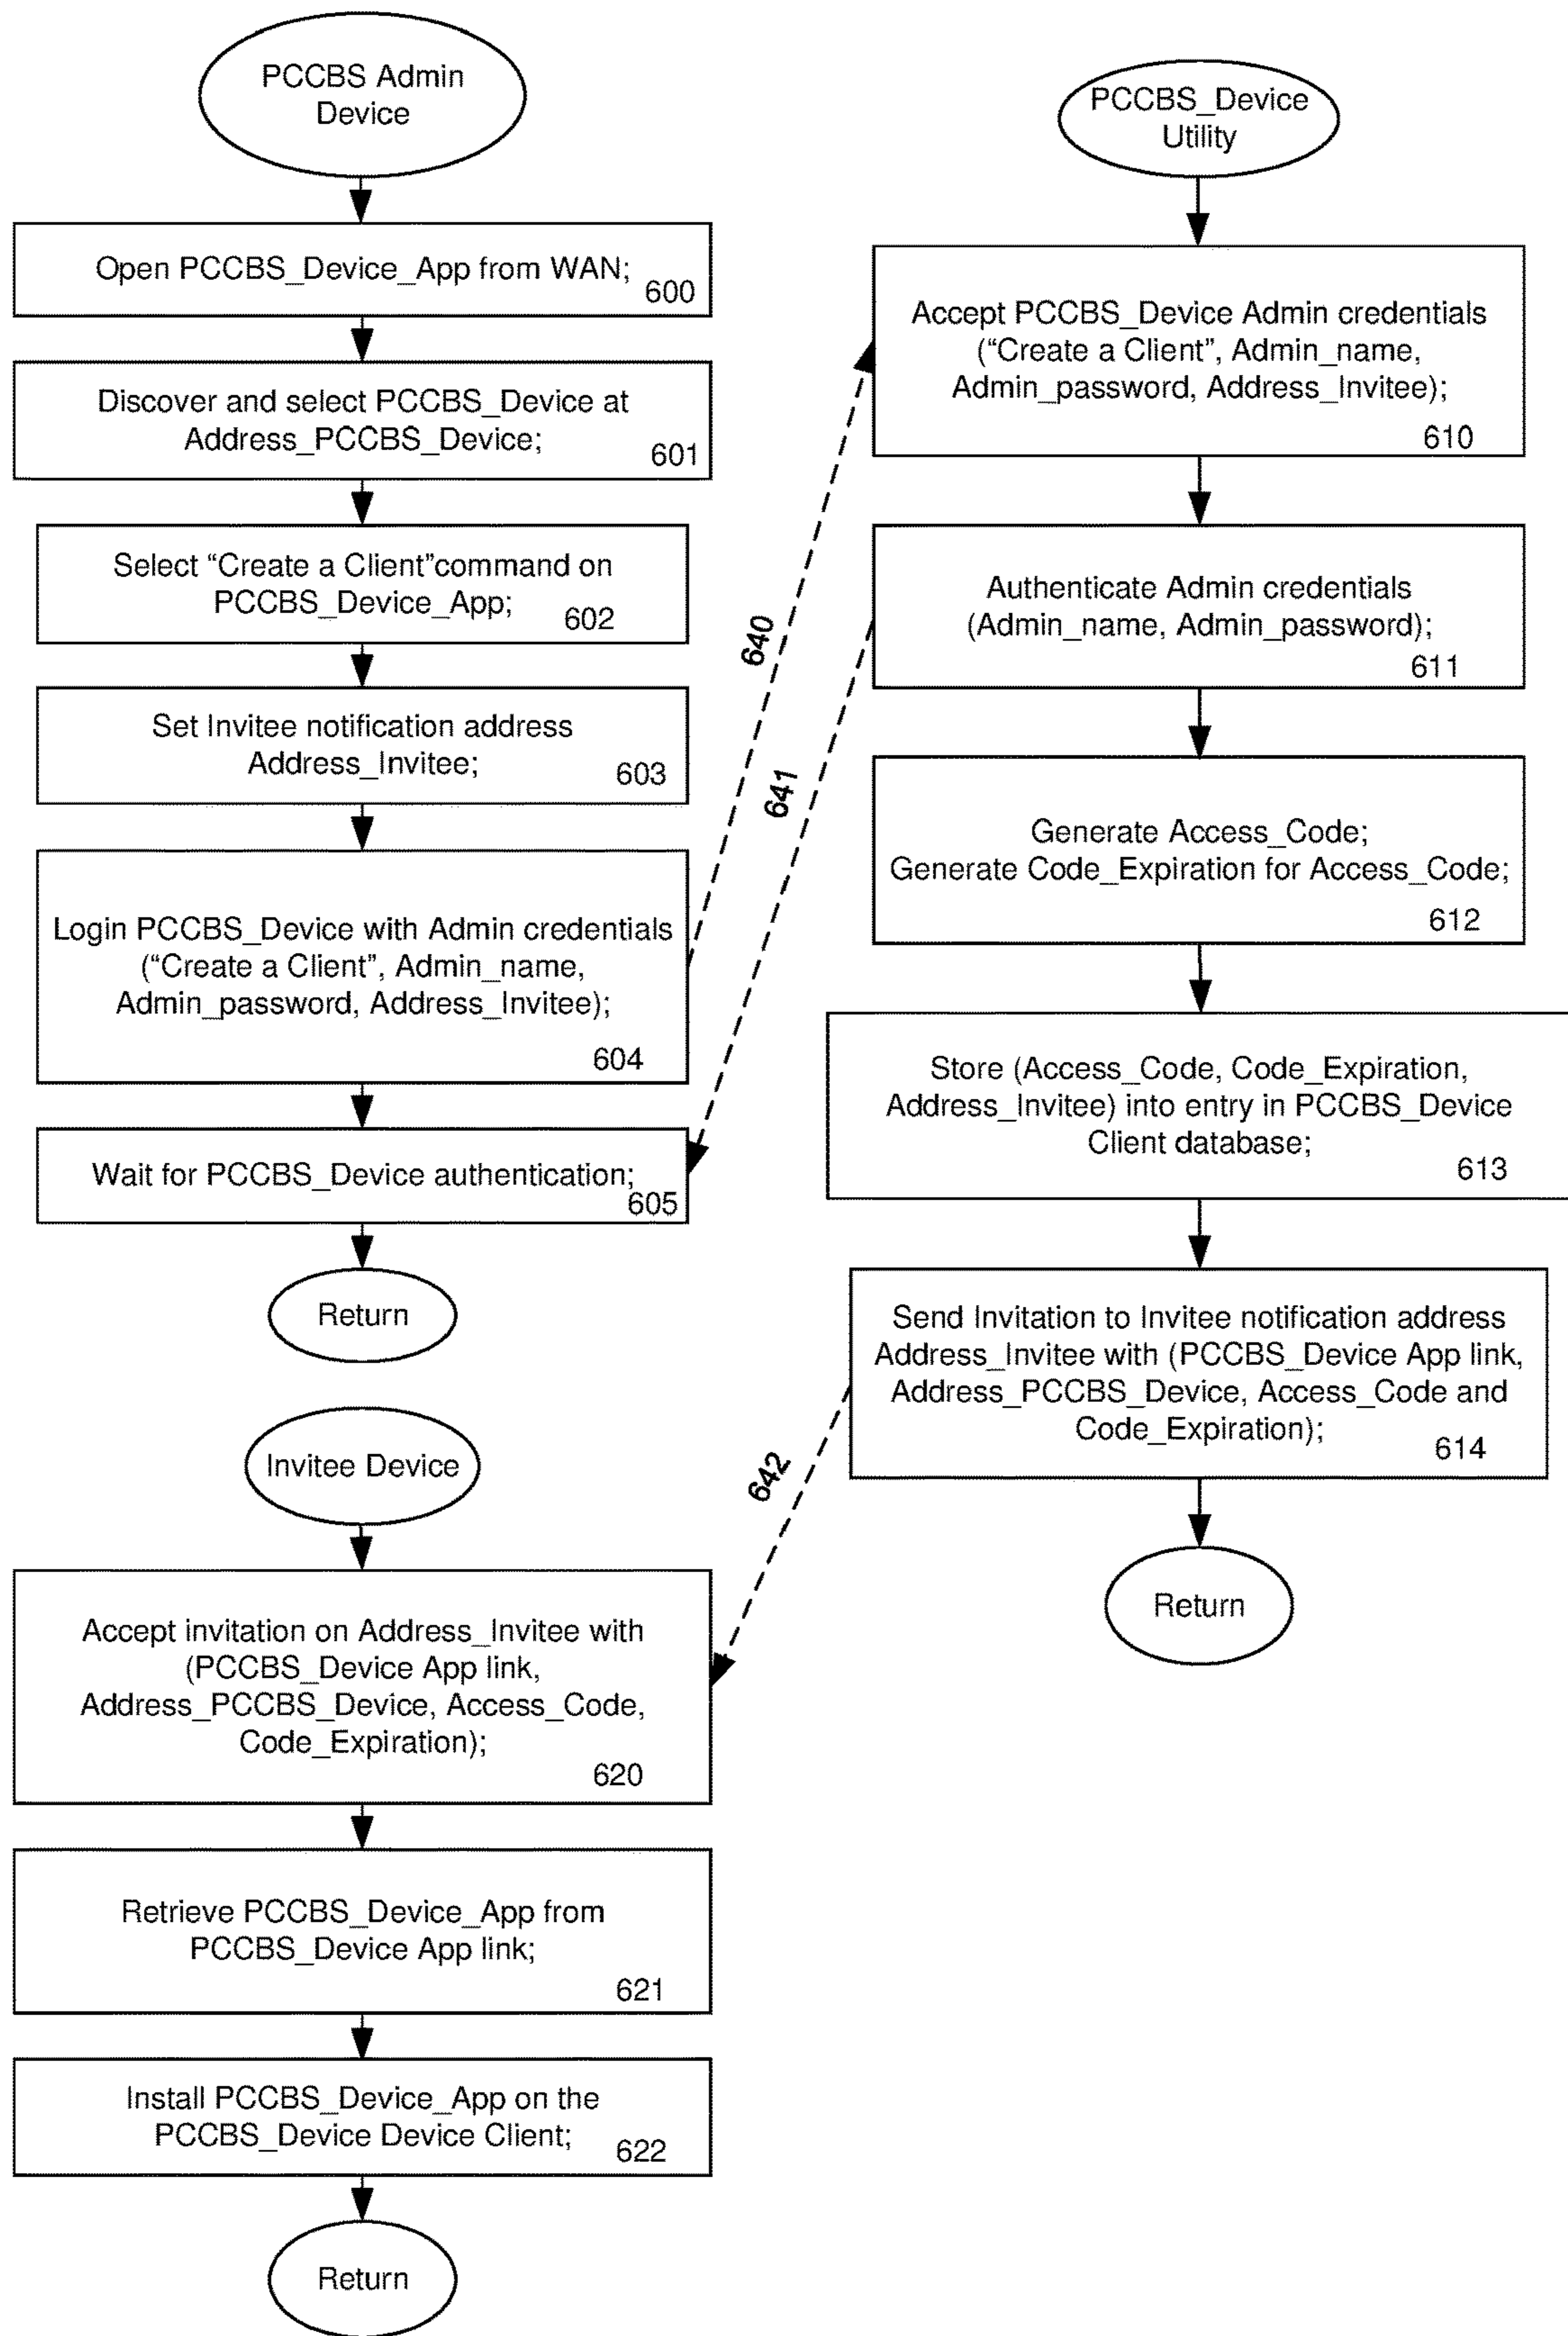 PCCBS Admin
Device
Open PCCBS_Device_App from WAN;
600
Discover and select PCCBS_Device at
Address_PCCBS_Device;
601
Select “Create a Client”command on
PCCBS_Device_App;
602
Set Invitee notification address
Address_Invitee;
603
Login PCCBS_Device with Admin credentials
(“Create a Client”, Admin_name,
Admin_password, Address_Invitee);
604
Wait for PCCBS_Device authentication;
605
Return
PCCBS_Device
Utility
Accept PCCBS_Device Admin credentials
(“Create a Client”, Admin_name,
Admin_password, Address_Invitee);
610
Authenticate Admin credentials
(Admin_name, Admin_password);
611
Generate Access_Code;
Generate Code_Expiration for Access_Code;
612
Store (Access_Code, Code_Expiration,
Address_Invitee) into entry in PCCBS_Device
Client database;
613
Send Invitation to Invitee notification address
Address_Invitee with (PCCBS_Device App link,
Address_PCCBS_Device, Access_Code and
Code_Expiration);
614
Return
640
641
642
Invitee Device
Accept invitation on Address_Invitee with
(PCCBS_Device App link,
Address_PCCBS_Device, Access_Code,
Code_Expiration);
620
Retrieve PCCBS_Device_App from
PCCBS_Device App link;
621
Install PCCBS_Device_App on the
PCCBS_Device Device Client;
622
Return